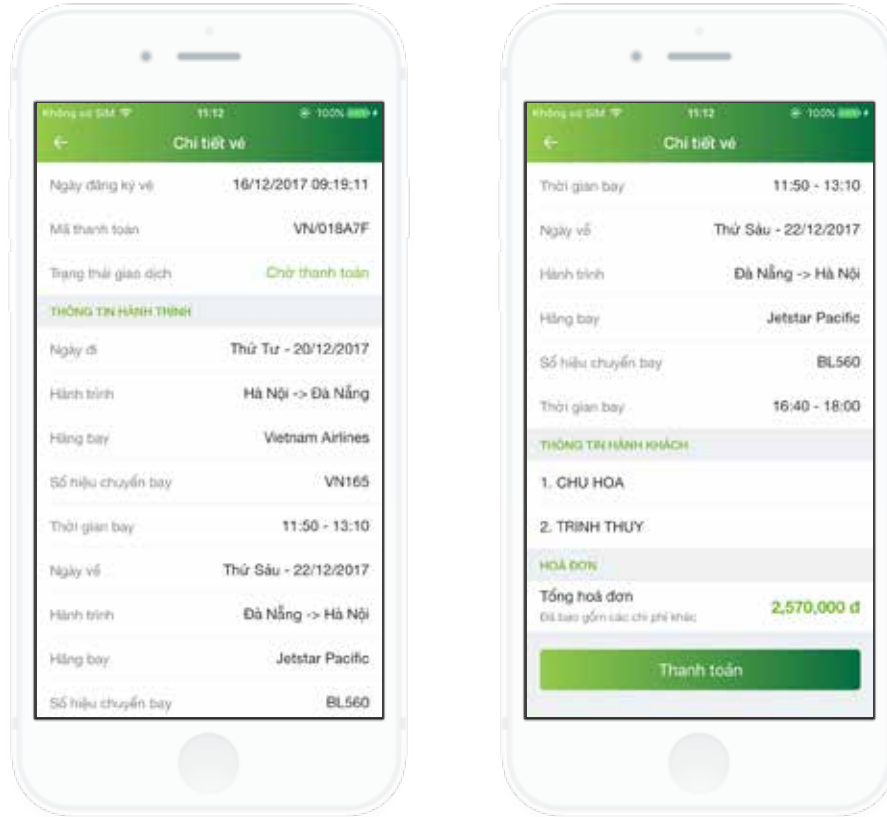 Không có SIM 11:12 100%
Chi tiết vé
Ngày đăng ký vé 16/12/2017 09:19:11
Mã thanh toán VN/018A7F
Trạng thái giao dịch Chờ thanh toán
THÔNG TIN HÀNH TRÌNH
Ngày đi Thứ Tư - 20/12/2017
Hành trình Hà Nội -> Đà Nẵng
Hãng bay Vietnam Airlines
Số hiệu chuyến bay VN165
Thời gian bay 11:50 - 13:10
Ngày về Thứ Sáu - 22/12/2017
Hành trình Đà Nẵng -> Hà Nội
Hãng bay Jetstar Pacific
Số hiệu chuyến bay BL560
Không có SIM 11:12 100%
Chi tiết vé
Thời gian bay 11:50 - 13:10
Ngày về Thứ Sáu - 22/12/2017
Hành trình Đà Nẵng -> Hà Nội
Hãng bay Jetstar Pacific
Số hiệu chuyến bay BL560
Thời gian bay 16:40 - 18:00
THÔNG TIN HÀNH KHÁCH
1. CHU HOA
2. TRINH THUY
HOÁ ĐƠN
Tổng hoá đơn 2,570,000 đ
Đã bao gồm các chi phí khác
Thanh toán